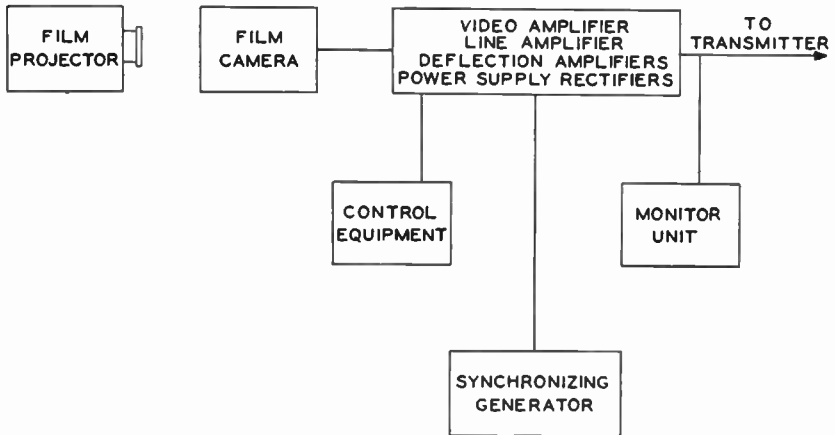 FILM
PROJECTOR
FILM
CAMERA
VIDEO AMPLIFIER
LINE AMPLIFIER
DEFLECTION AMPLIFIERS
POWER SUPPLY RECTIFIERS
TO
TRANSMITTER
CONTROL
EQUIPMENT
MONITOR
UNIT
SYNCHRONIZING
GENERATOR